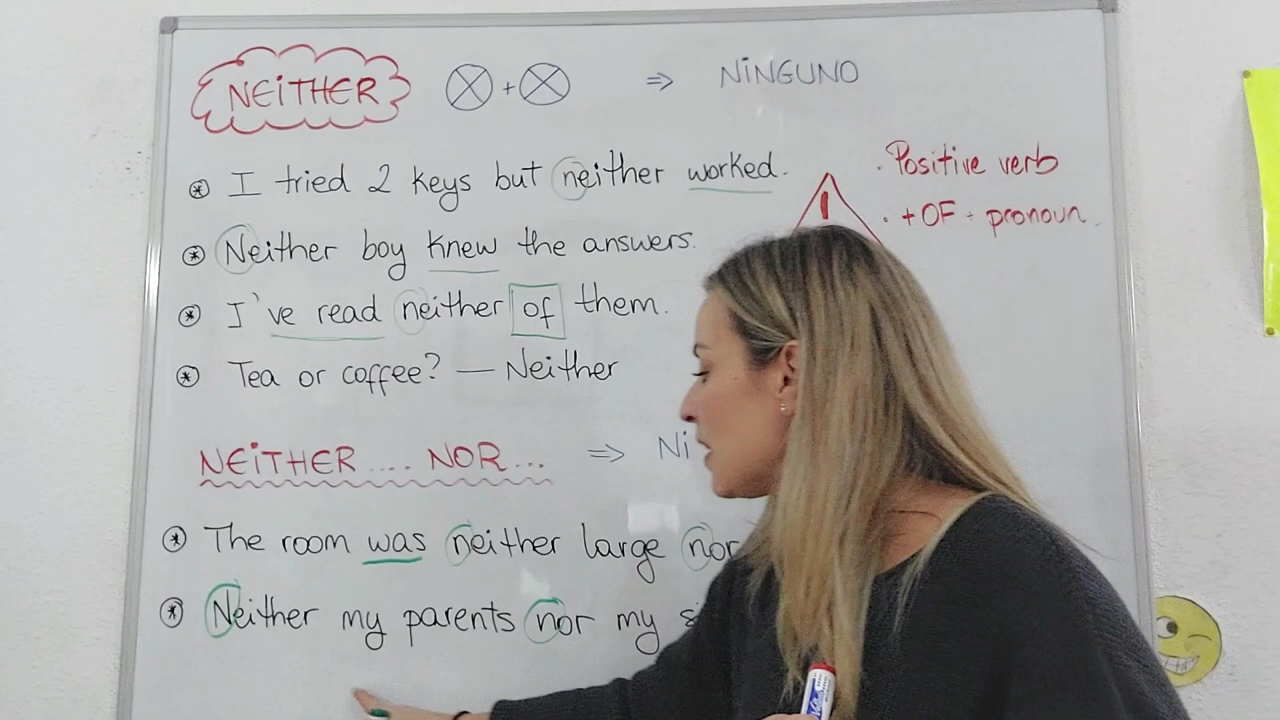 NEITHER + ⇒ NINGUNO
I tried 2 keys but neither worked.
· Positive verb
· +OF + pronoun
Neither boy knew the answers.
I've read neither of them.
Tea or coffee? — Neither
NEITHER .... NOR ... ⇒ Ni
The room was neither large nor
Neither my parents nor my